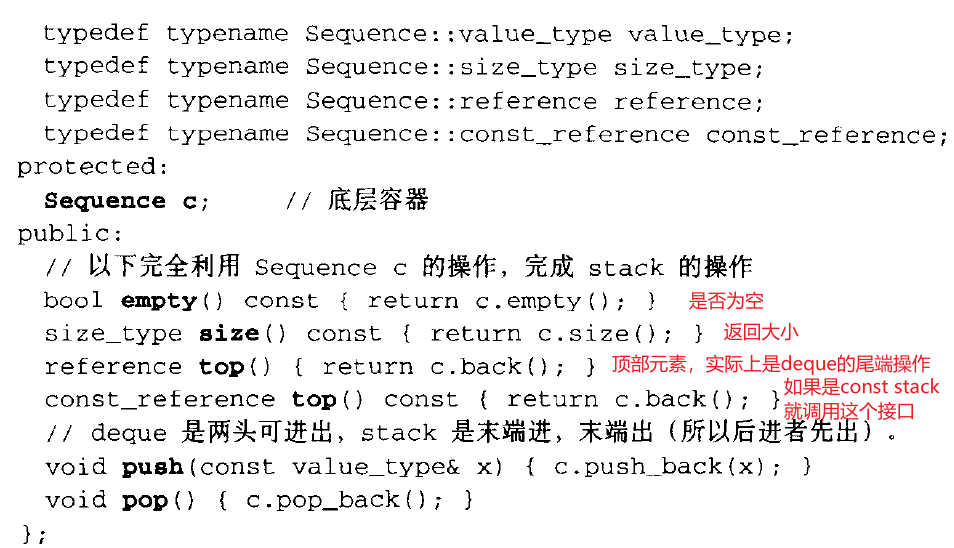 typedef typename Sequence::value_type value_type;
typedef typename Sequence::size_type size_type;
typedef typename Sequence::reference reference;
typedef typename Sequence::const_reference const_reference;
protected:
Sequence c; // 底层容器
public:
// 以下完全利用 Sequence c 的操作，完成 stack 的操作
bool empty() const { return c.empty(); } 是否为空
size_type size() const { return c.size(); } 返回大小
reference top() { return c.back(); } 顶部元素，实际上是deque的尾端操作
如果是const stack
const_reference top() const { return c.back(); }
就调用这个接口
// deque 是两头可进出，stack 是末端进，末端出（所以后进者先出）。
void push(const value_type& x) { c.push_back(x); }
void pop() { c.pop_back(); }
};